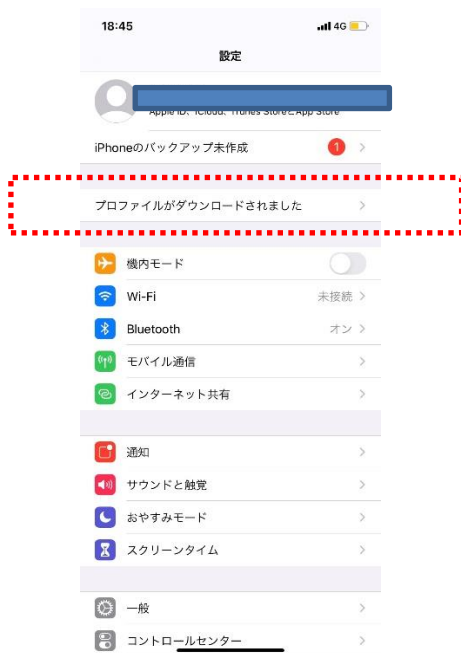 18:45
4G
設定
Apple ID、iCloud、iTunes StoreとApp Store
iPhoneのバックアップ未作成
1
プロファイルがダウンロードされました
機内モード
Wi-Fi
未接続
Bluetooth
オン
モバイル通信
インターネット共有
通知
サウンドと触覚
おやすみモード
スクリーンタイム
一般
コントロールセンター